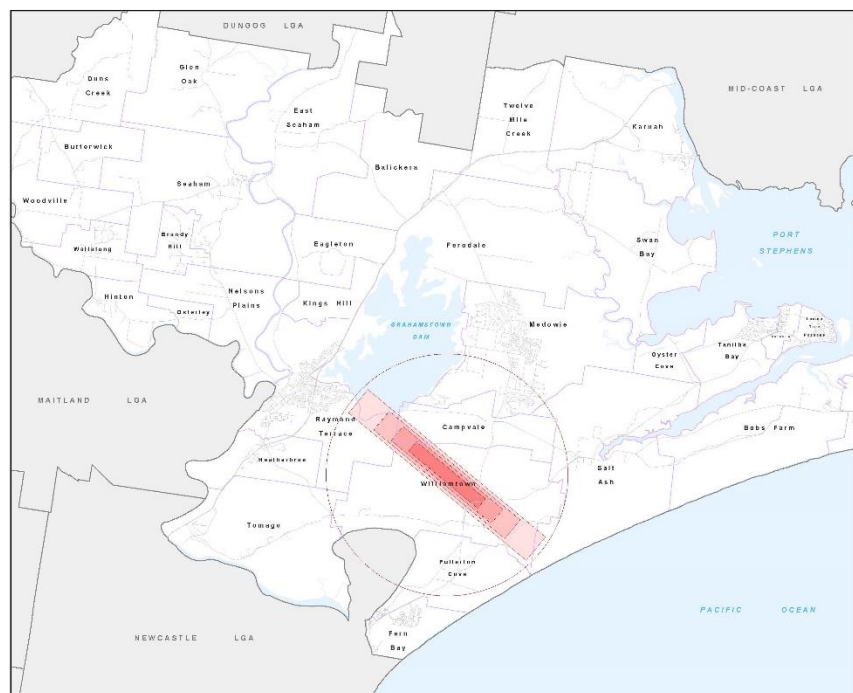 DUNGOG LGA
Glen
Oak
Duns
Creek
East
Seaham
Twelve
Mile
Creek
Karuah
MID-COAST LGA
Butterwick
Balickera
Seaham
Woodville
Wallalong
Brandy
Hill
Eagleton
Ferodale
Swan
Bay
PORT
STEPHENS
Hinton
Osterley
Nelsons
Plains
Kings Hill
GRAHAMSTOWN
DAM
Medowie
Oyster
Cove
Tanilba
Bay
MAITLAND LGA
Raymond
Terrace
Campvale
Bobs Farm
Heatherbrae
Williamtown
Salt
Ash
Tomago
Fullerton
Cove
PACIFIC OCEAN
NEWCASTLE LGA
Fern
Bay